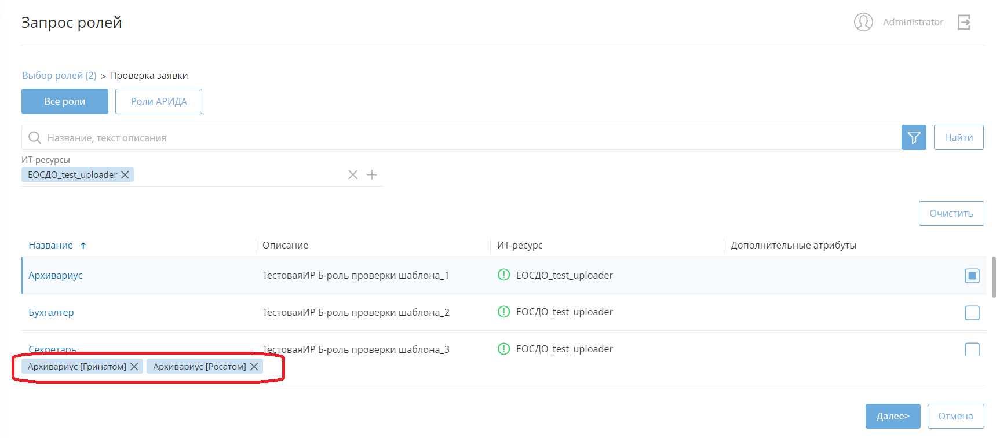 Запрос ролей
Administrator
Выбор ролей (2) > Проверка заявки
Все роли
Роли АРИДА
Название, текст описания
Найти
ИТ-ресурсы
ЕОСДО_test_uploader
Очистить
Название Описание ИТ-ресурс Дополнительные атрибуты
Архивариус ТестоваяИР Б-роль проверки шаблона_1 ЕОСДО_test_uploader
Бухгалтер ТестоваяИР Б-роль проверки шаблона_2 ЕОСДО_test_uploader
Секретарь ТестоваяИР Б-роль проверки шаблона_3 ЕОСДО_test_uploader
Архивариус [Гринатом] Архивариус [Росатом]
Далее> Отмена